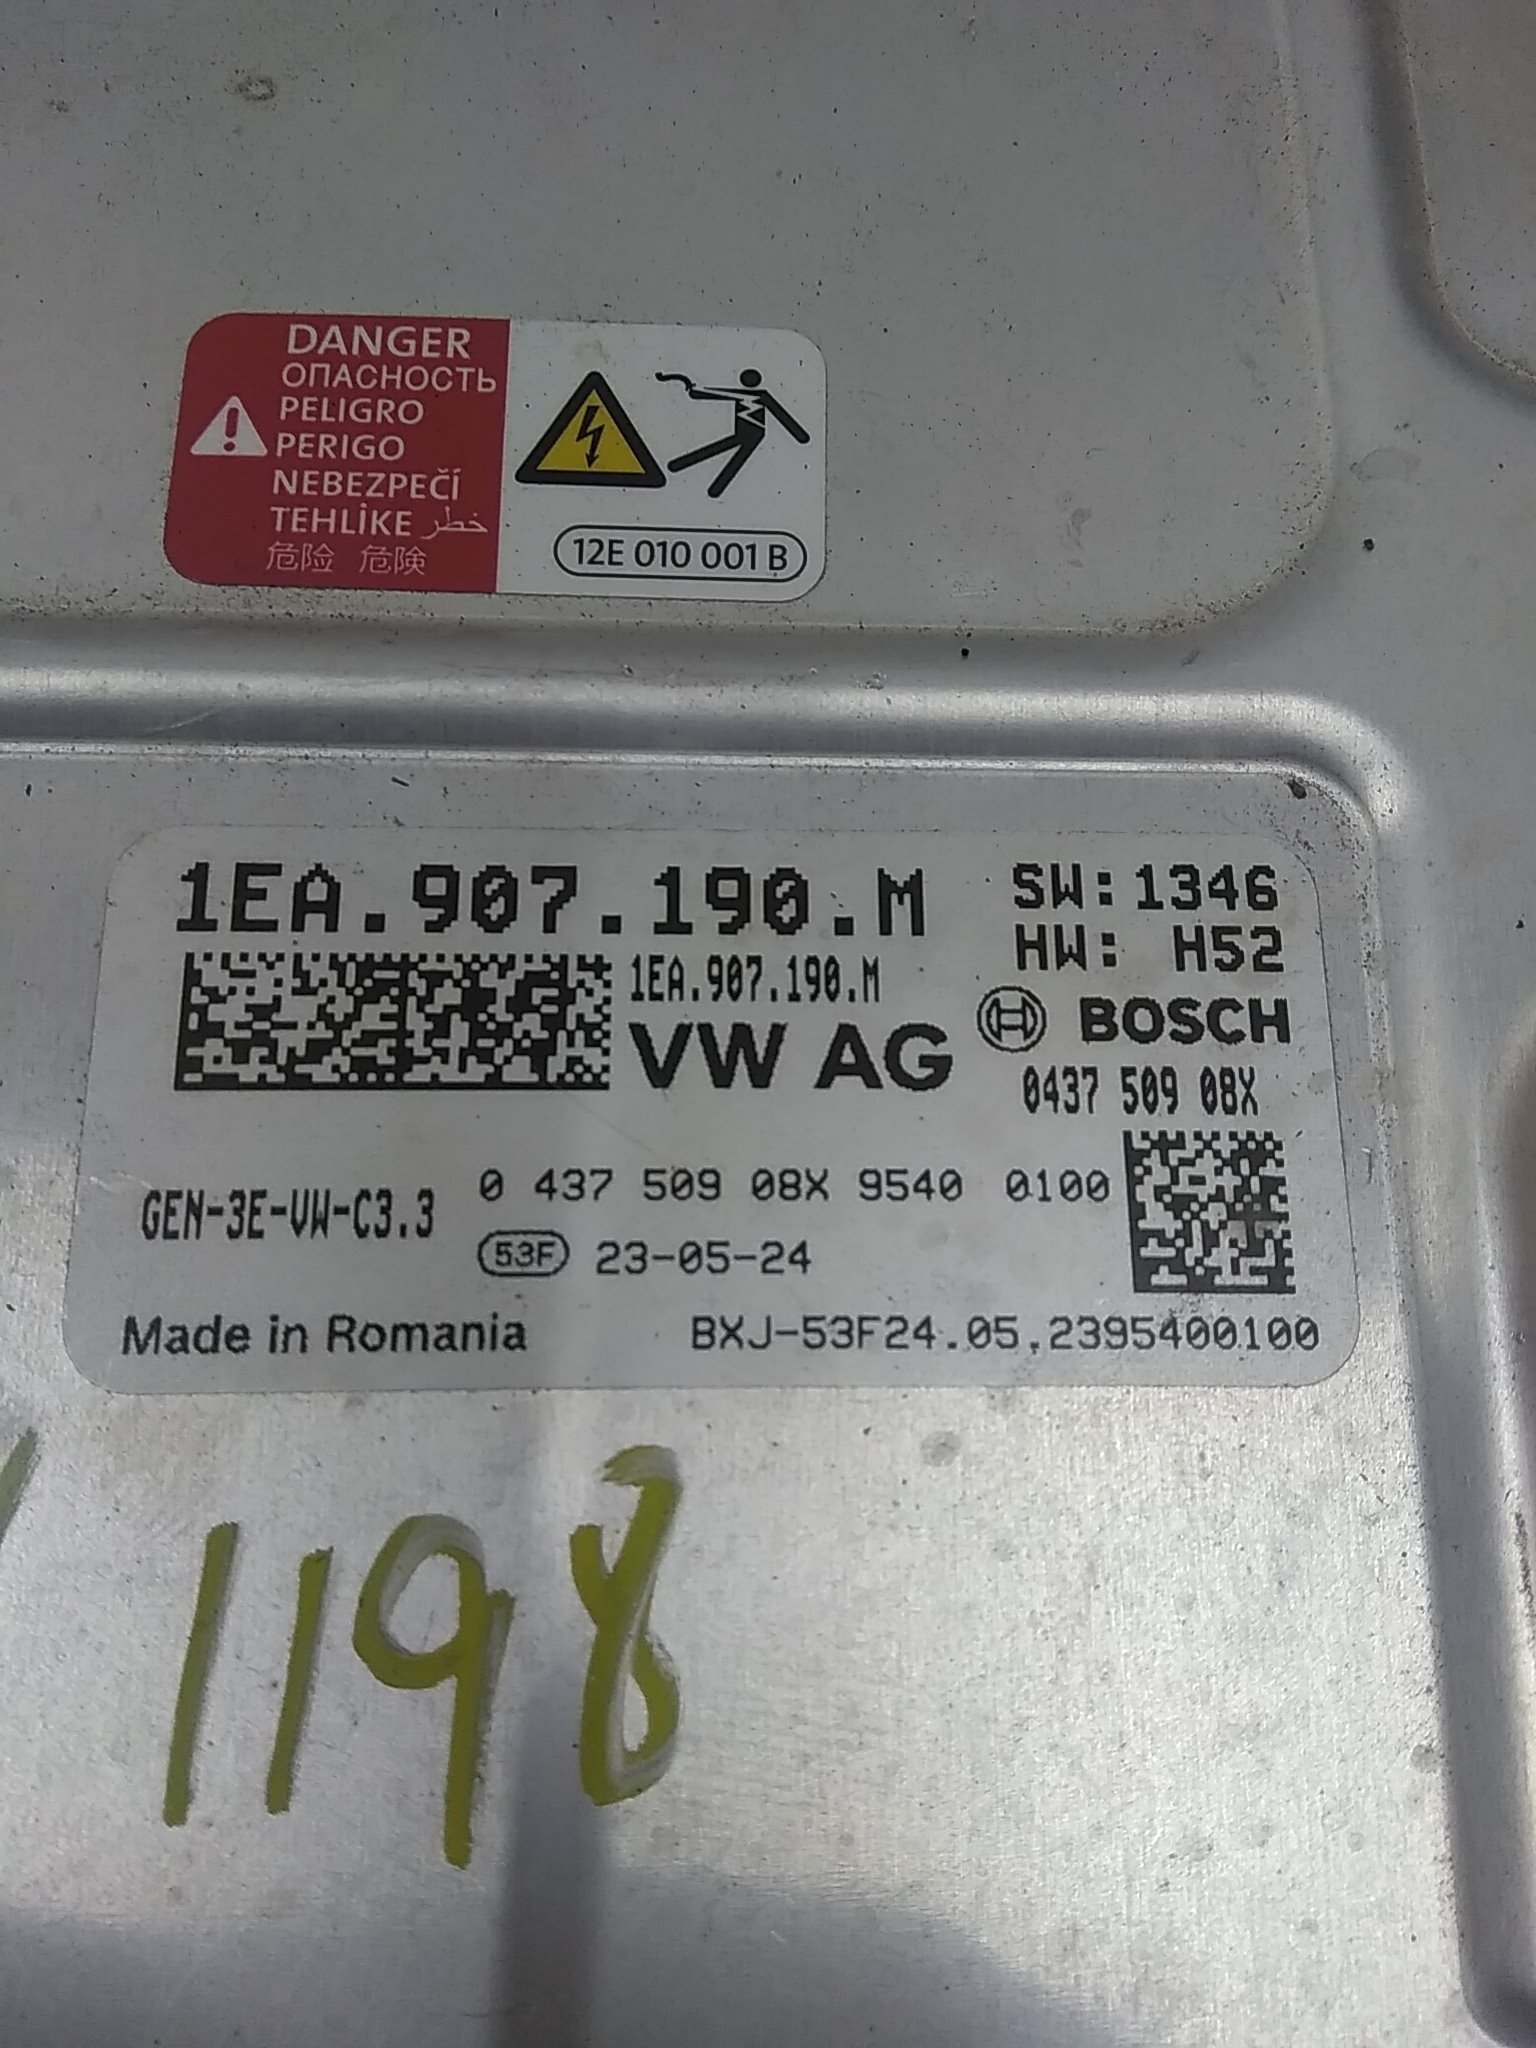 DANGER
ОПАСНОСТЬ
PELIGRO
PERIGO
NEBEZPEČÍ
TEHLİKE خطر
危险 危険
12E 010 001 B
1EA.907.190.M
SW:1346
HW: H52
1EA.907.190.M
VW AG
BOSCH
0437 509 08X
GEN-3E-VW-C3.3
0 437 509 08X 9540 0100
53F 23-05-24
Made in Romania
BXJ-53F24.05.2395400100
1198